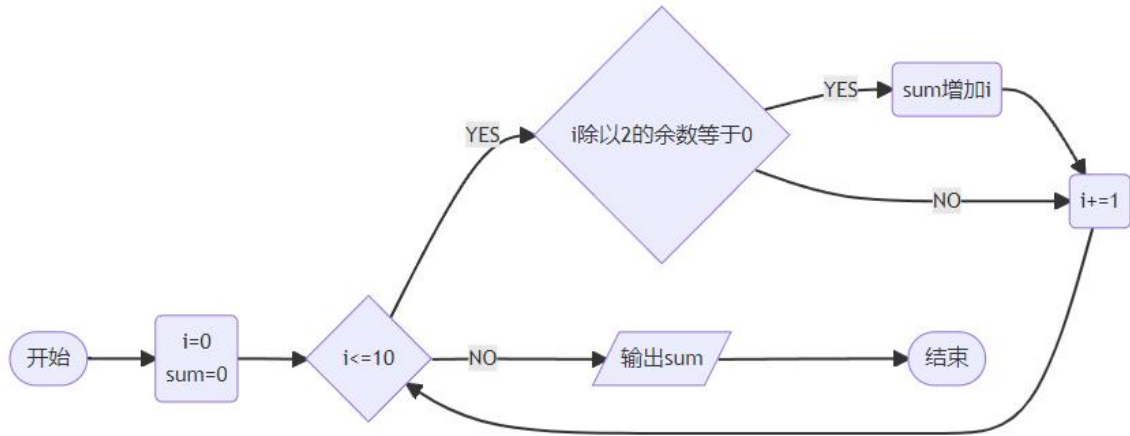 开始
i=0
sum=0
i<=10
YES
i除以2的余数等于0
YES
sum增加i
NO
i+=1
NO
输出sum
结束